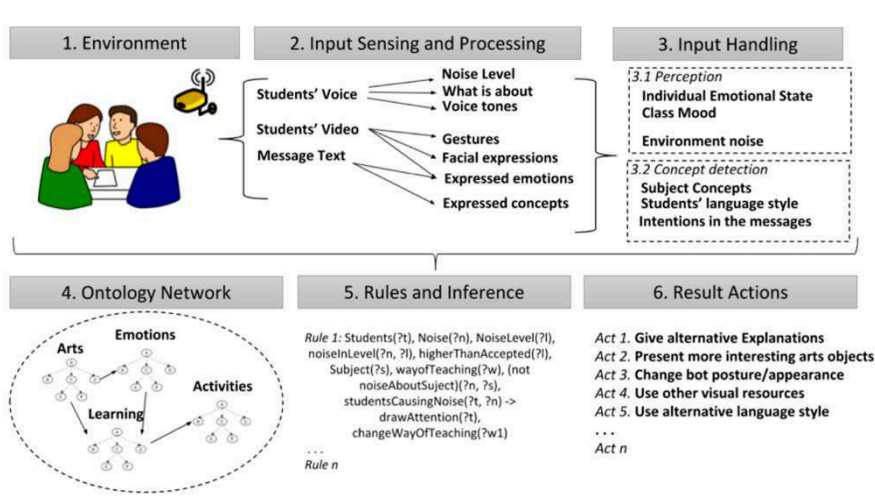 1. Environment
2. Input Sensing and Processing
3. Input Handling
Students' Voice
Students' Video
Message Text
Noise Level
What is about
Voice tones
Gestures
Facial expressions
Expressed emotions
Expressed concepts
3.1 Perception
Individual Emotional State
Class Mood
Environment noise
3.2 Concept detection
Subject Concepts
Students' language style
Intentions in the messages
4. Ontology Network
5. Rules and Inference
6. Result Actions
Emotions
Arts
Activities
Learning
Rule 1: Students(?t), Noise(?n), NoiseLevel(?l),
noiseInLevel(?n, ?l), higherThanAccepted(?l),
Subject(?s), wayofTeaching(?w), (not
noiseAboutSuject)(?n, ?s),
studentsCausingNoise(?t, ?n) ->
drawAttention(?t),
changeWayOfTeaching(?w1)
. . .
Rule n
Act 1. Give alternative Explanations
Act 2. Present more interesting arts objects
Act 3. Change bot posture/appearance
Act 4. Use other visual resources
Act 5. Use alternative language style
. . .
Act n